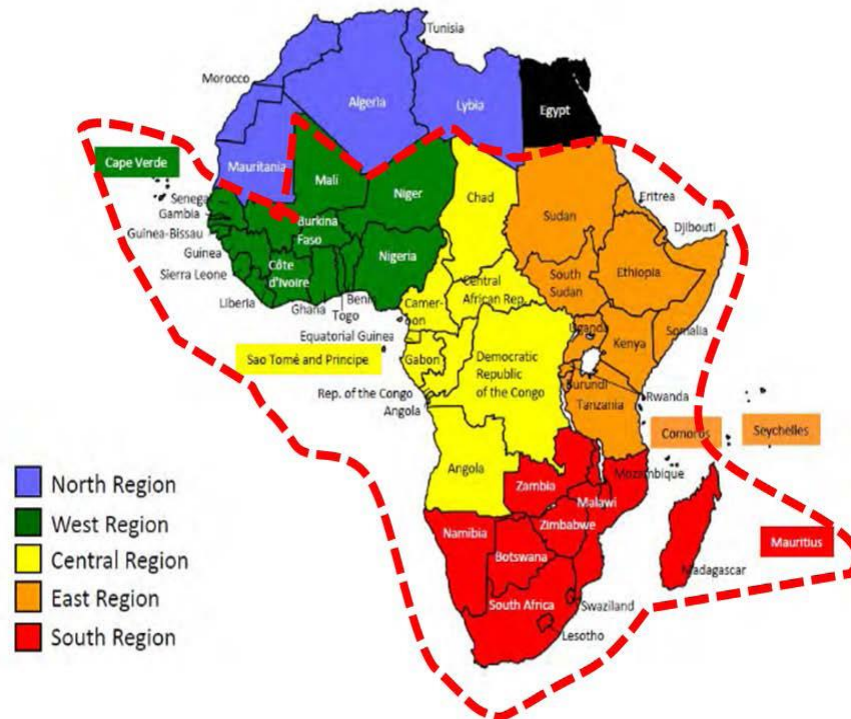 Tunisia
Morocco
Algeria
Lybia
Egypt
Cape Verde
Mauritania
Mali
Niger
Chad
Sudan
Eritrea
Senega
Gambia
Burkina
Faso
Djibouti
Guinea-Bissau
Guinea
Nigeria
Côte
d'Ivoire
South
Sudan
Ethiopia
Sierra Leone
Central
African Rep.
Liberia
Ghana
Togo
Benin
Camer-
oon
Somalia
Equatorial Guinea
Uganda
Kenya
Sao Tomé and Principe
Gabon
Democratic
Republic
of the Congo
Rep. of the Congo
Burundi
Rwanda
Angola
Tanzania
Comoros
Seychelles
Angola
Mozambique
Zambia
Malawi
North Region
Namibia
Zimbabwe
Mauritius
West Region
Botswana
Madagascar
Central Region
East Region
South Africa
Swaziland
South Region
Lesotho